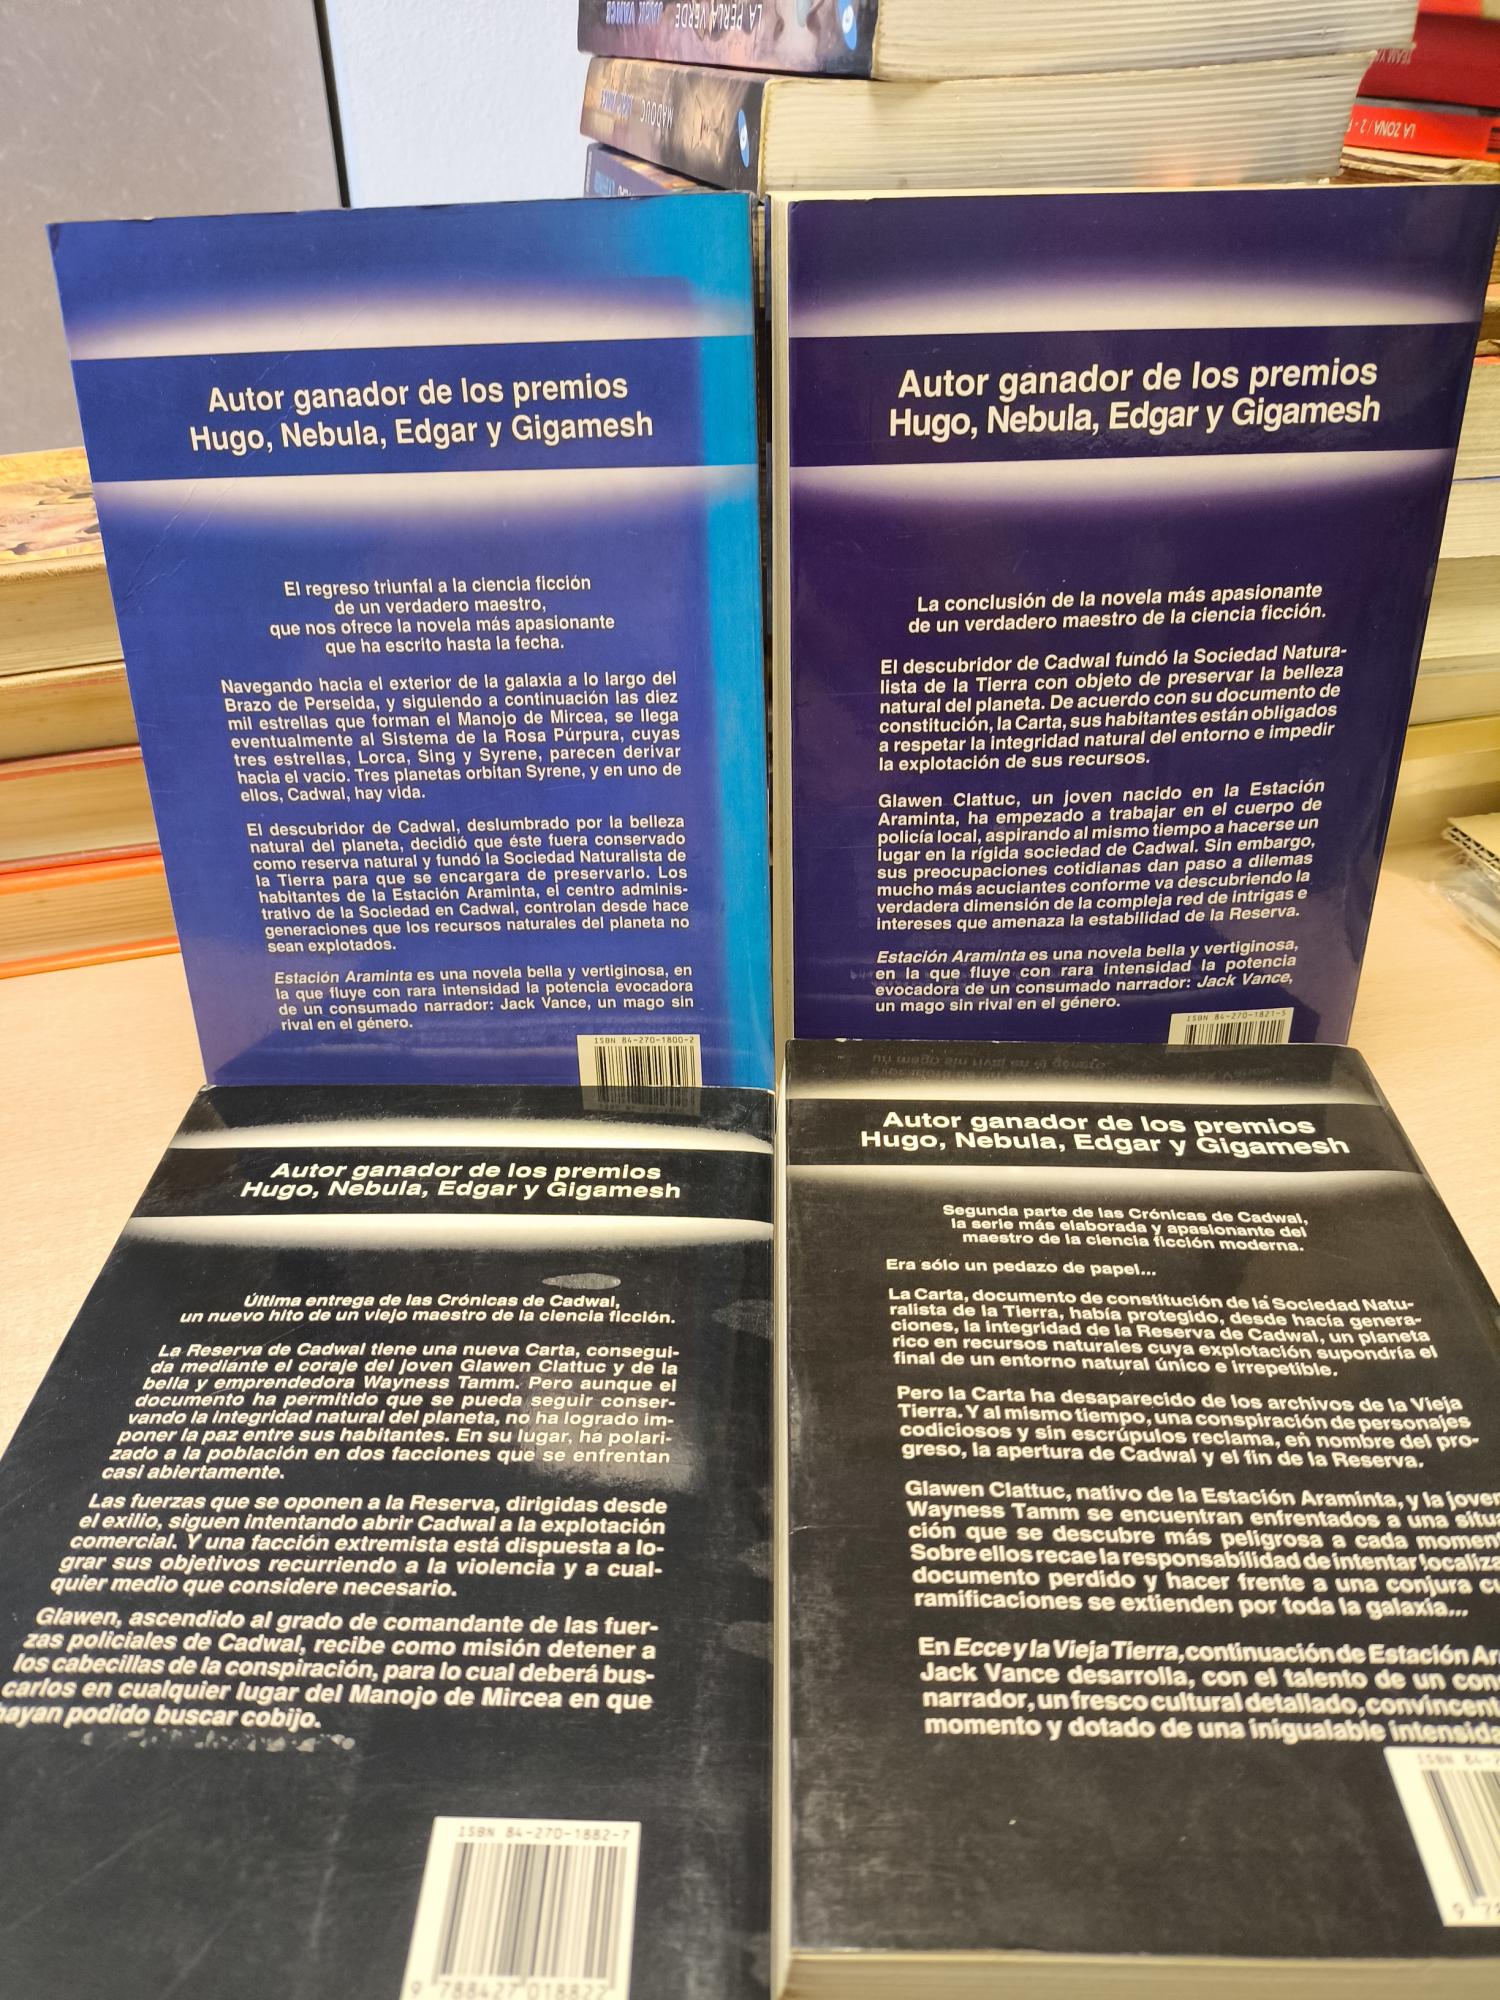 LA PERLA VERDE JACK VANCE
MADOUC JACK VANCE
TEAM
LA ZONA / 2 -
Autor ganador de los premios
Hugo, Nebula, Edgar y Gigamesh
El regreso triunfal a la ciencia ficción
de un verdadero maestro,
que nos ofrece la novela más apasionante
que ha escrito hasta la fecha.
Navegando hacia el exterior de la galaxia a lo largo del
Brazo de Perseida, y siguiendo a continuación las diez
mil estrellas que forman el Manojo de Mircea, se llega
eventualmente al Sistema de la Rosa Púrpura, cuyas
tres estrellas, Lorca, Sing y Syrene, parecen derivar
hacia el vacío. Tres planetas orbitan Syrene, y en uno de
ellos, Cadwal, hay vida.
El descubridor de Cadwal, deslumbrado por la belleza
natural del planeta, decidió que éste fuera conservado
como reserva natural y fundó la Sociedad Naturalista de
la Tierra para que se encargara de preservarlo. Los
habitantes de la Estación Araminta, el centro adminis-
trativo de la Sociedad en Cadwal, controlan desde hace
generaciones que los recursos naturales del planeta no
sean explotados.
Estación Araminta es una novela bella y vertiginosa, en
la que fluye con rara intensidad la potencia evocadora
de un consumado narrador: Jack Vance, un mago sin
rival en el género.
ISBN 84-270-1800-2
Autor ganador de los premios
Hugo, Nebula, Edgar y Gigamesh
La conclusión de la novela más apasionante
de un verdadero maestro de la ciencia ficción.
El descubridor de Cadwal fundó la Sociedad Natura-
lista de la Tierra con objeto de preservar la belleza
natural del planeta. De acuerdo con su documento de
constitución, la Carta, sus habitantes están obligados
a respetar la integridad natural del entorno e impedir
la explotación de sus recursos.
Glawen Clattuc, un joven nacido en la Estación
Araminta, ha empezado a trabajar en el cuerpo de
policía local, aspirando al mismo tiempo a hacerse un
lugar en la rígida sociedad de Cadwal. Sin embargo,
sus preocupaciones cotidianas dan paso a dilemas
mucho más acuciantes conforme va descubriendo la
verdadera dimensión de la compleja red de intrigas e
intereses que amenaza la estabilidad de la Reserva.
Estación Araminta es una novela bella y vertiginosa,
en la que fluye con rara intensidad la potencia
evocadora de un consumado narrador: Jack Vance,
un mago sin rival en el género.
ISBN 84-270-1821-5
Autor ganador de los premios
Hugo, Nebula, Edgar y Gigamesh
Última entrega de las Crónicas de Cadwal,
un nuevo hito de un viejo maestro de la ciencia ficción.
La Reserva de Cadwal tiene una nueva Carta, consegui-
da mediante el coraje del joven Glawen Clattuc y de la
bella y emprendedora Wayness Tamm. Pero aunque el
documento ha permitido que se pueda seguir conser-
vando la integridad natural del planeta, no ha logrado im-
poner la paz entre sus habitantes. En su lugar, ha polari-
zado a la población en dos facciones que se enfrentan
casi abiertamente.
Las fuerzas que se oponen a la Reserva, dirigidas desde
el exilio, siguen intentando abrir Cadwal a la explotación
comercial. Y una facción extremista está dispuesta a lo-
grar sus objetivos recurriendo a la violencia y a cual-
quier medio que considere necesario.
Glawen, ascendido al grado de comandante de las fuer-
zas policiales de Cadwal, recibe como misión detener a
los cabecillas de la conspiración, para lo cual deberá bus-
carlos en cualquier lugar del Manojo de Mircea en que
hayan podido buscar cobijo.
ISBN 84-270-1882-7
9 788427 018822
Autor ganador de los premios
Hugo, Nebula, Edgar y Gigamesh
Segunda parte de las Crónicas de Cadwal,
la serie más elaborada y apasionante del
maestro de la ciencia ficción moderna.
Era sólo un pedazo de papel...
La Carta, documento de constitución de la Sociedad Natu-
ralista de la Tierra, había protegido, desde hacía genera-
ciones, la integridad de la Reserva de Cadwal, un planeta
rico en recursos naturales cuya explotación supondría el
final de un entorno natural único e irrepetible.
Pero la Carta ha desaparecido de los archivos de la Vieja
Tierra. Y al mismo tiempo, una conspiración de personajes
codiciosos y sin escrúpulos reclama, en nombre del pro-
greso, la apertura de Cadwal y el fin de la Reserva.
Glawen Clattuc, nativo de la Estación Araminta, y la joven
Wayness Tamm se encuentran enfrentados a una situa
ción que se descubre más peligrosa a cada moment
Sobre ellos recae la responsabilidad de intentar localiza
documento perdido y hacer frente a una conjura cu
ramificaciones se extienden por toda la galaxia...
En Ecce y la Vieja Tierra, continuación de Estación Ar
Jack Vance desarrolla, con el talento de un con
narrador, un fresco cultural detallado, convincent
momento y dotado de una inigualable intensida
ISBN 84-2
9 78